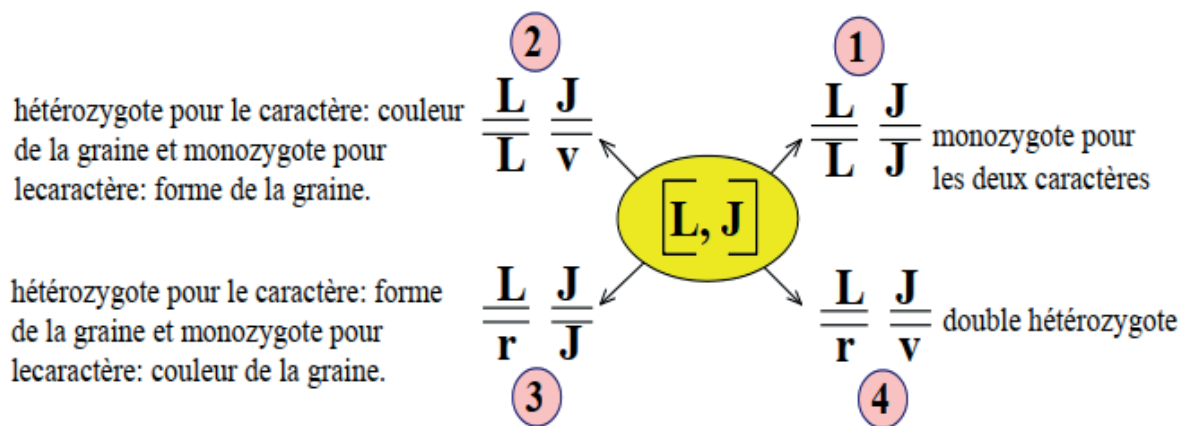 2
L J
L v
hétérozygote pour le caractère: couleur
de la graine et monozygote pour
lecaractère: forme de la graine.
1
L J
L J
monozygote pour
les deux caractères
[L, J]
hétérozygote pour le caractère: forme
de la graine et monozygote pour
lecaractère: couleur de la graine.
L J
r J
3
L J
r v
double hétérozygote
4